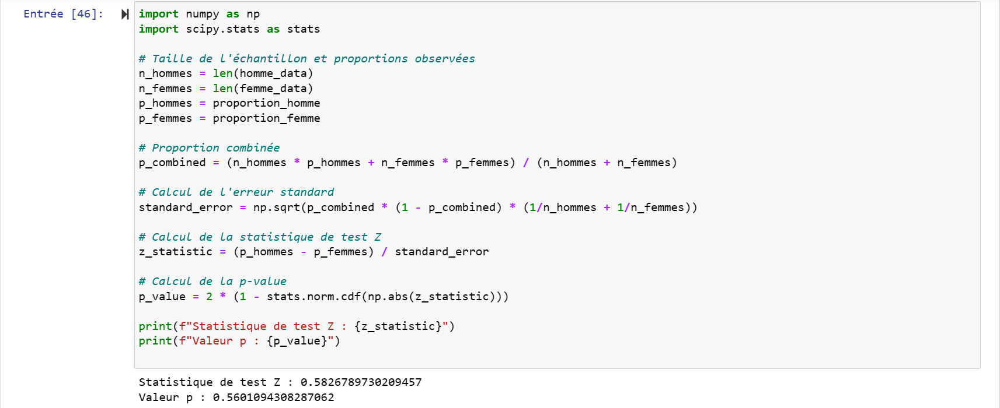 Entrée [46]:
import numpy as np
import scipy.stats as stats
# Taille de l'échantillon et proportions observées
n_hommes = len(homme_data)
n_femmes = len(femme_data)
p_hommes = proportion_homme
p_femmes = proportion_femme
# Proportion combinée
p_combined = (n_hommes * p_hommes + n_femmes * p_femmes) / (n_hommes + n_femmes)
# Calcul de l'erreur standard
standard_error = np.sqrt(p_combined * (1 - p_combined) * (1/n_hommes + 1/n_femmes))
# Calcul de la statistique de test Z
z_statistic = (p_hommes - p_femmes) / standard_error
# Calcul de la p-value
p_value = 2 * (1 - stats.norm.cdf(np.abs(z_statistic)))
print(f"Statistique de test Z : {z_statistic}")
print(f"Valeur p : {p_value}")
Statistique de test Z : 0.5826789730209457
Valeur p : 0.5601094308287062